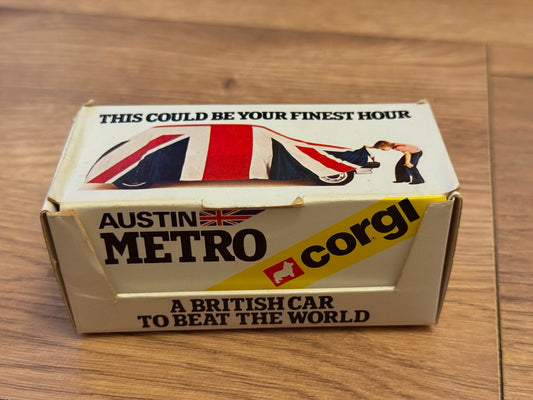 THIS COULD BE YOUR FINEST HOUR
AUSTIN
METRO
corgi
A BRITISH CAR
TO BEAT THE WORLD